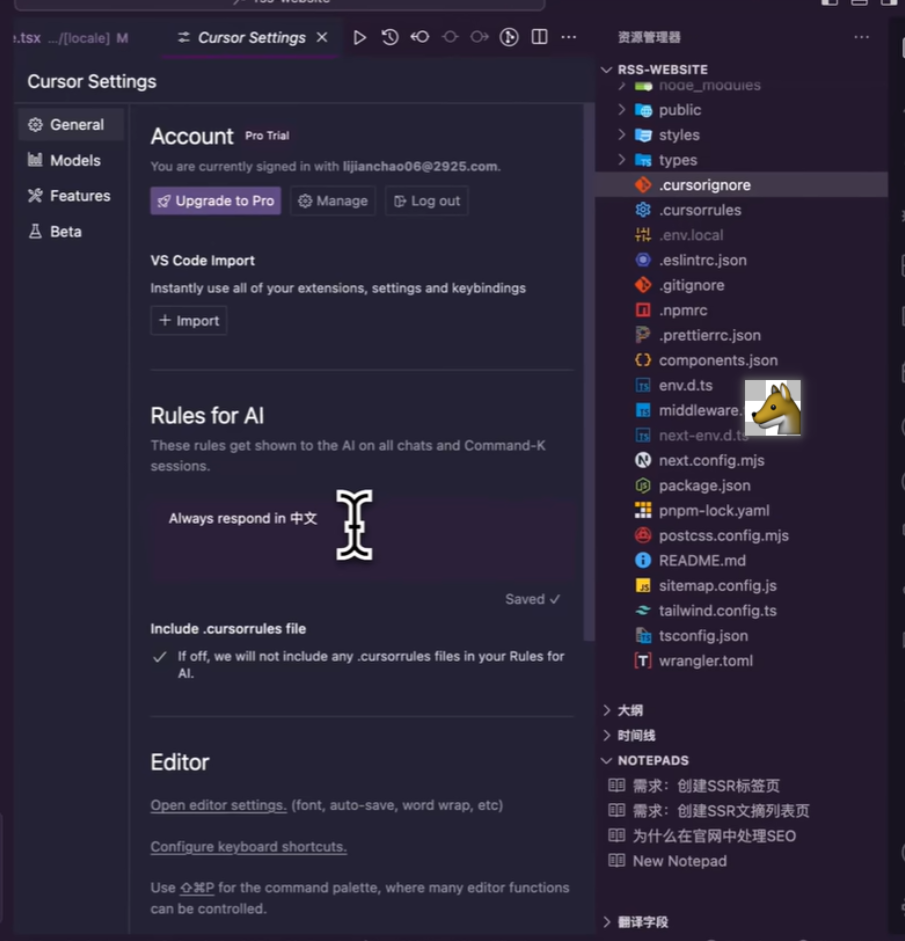 rss-website
.tsx .../[locale] M
Cursor Settings
资源管理器
Cursor Settings
General
Models
Features
Beta
Account Pro Trial
You are currently signed in with lijianchao06@2925.com.
Upgrade to Pro
Manage
Log out
VS Code Import
Instantly use all of your extensions, settings and keybindings
+ Import
Rules for AI
These rules get shown to the AI on all chats and Command-K
sessions.
Always respond in 中文
Saved ✓
Include .cursorrules file
✓ If off, we will not include any .cursorrules files in your Rules for
AI.
Editor
Open editor settings. (font, auto-save, word wrap, etc)
Configure keyboard shortcuts.
Use ⇧⌘P for the command palette, where many editor functions
can be controlled.
RSS-WEBSITE
node_modules
public
styles
types
.cursorignore
.cursorrules
.env.local
.eslintrc.json
.gitignore
.npmrc
.prettierrc.json
components.json
env.d.ts
middleware.
next-env.d.ts
next.config.mjs
package.json
pnpm-lock.yaml
postcss.config.mjs
README.md
sitemap.config.js
tailwind.config.ts
tsconfig.json
wrangler.toml
大纲
时间线
NOTEPADS
需求：创建SSR标签页
需求：创建SSR文摘列表页
为什么在官网中处理SEO
New Notepad
翻译字段